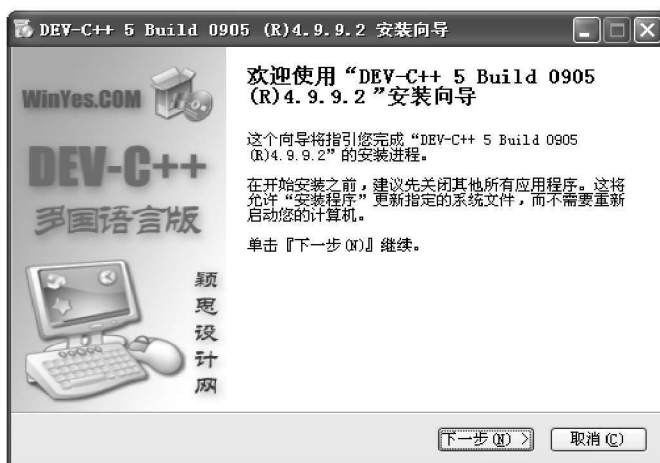 DEV-C++ 5 Build 0905 (R)4.9.9.2 安装向导
WinYes.COM
DEV-C++
多国语言版
颖思设计网
欢迎使用“DEV-C++ 5 Build 0905
(R)4.9.9.2”安装向导
这个向导将指引您完成“DEV-C++ 5 Build 0905
(R)4.9.9.2”的安装进程。
在开始安装之前，建议先关闭其他所有应用程序。这将
允许“安装程序”更新指定的系统文件，而不需要重新
启动您的计算机。
单击『下一步(N)』继续。
下一步(N) >
取消(C)